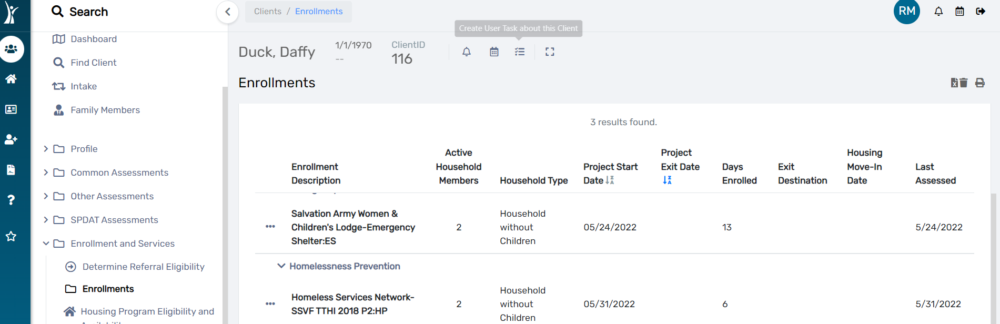 Search
Clients / Enrollments
RM
Create User Task about this Client
Dashboard
Find Client
Intake
Family Members
Profile
Common Assessments
Other Assessments
SPDAT Assessments
Enrollment and Services
Determine Referral Eligibility
Enrollments
Housing Program Eligibility and
Duck, Daffy
1/1/1970
--
ClientID
116
Enrollments
3 results found.
Enrollment
Description
Active
Household
Members
Household Type
Project Start
Date
Project
Exit Date
Days
Enrolled
Exit
Destination
Housing
Move-In
Date
Last
Assessed
Salvation Army Women &
Children's Lodge-Emergency
Shelter:ES
2
Household
without
Children
05/24/2022
13
5/24/2022
Homelessness Prevention
Homeless Services Network-
SSVF TTHI 2018 P2:HP
2
Household
without
Children
05/31/2022
6
5/31/2022